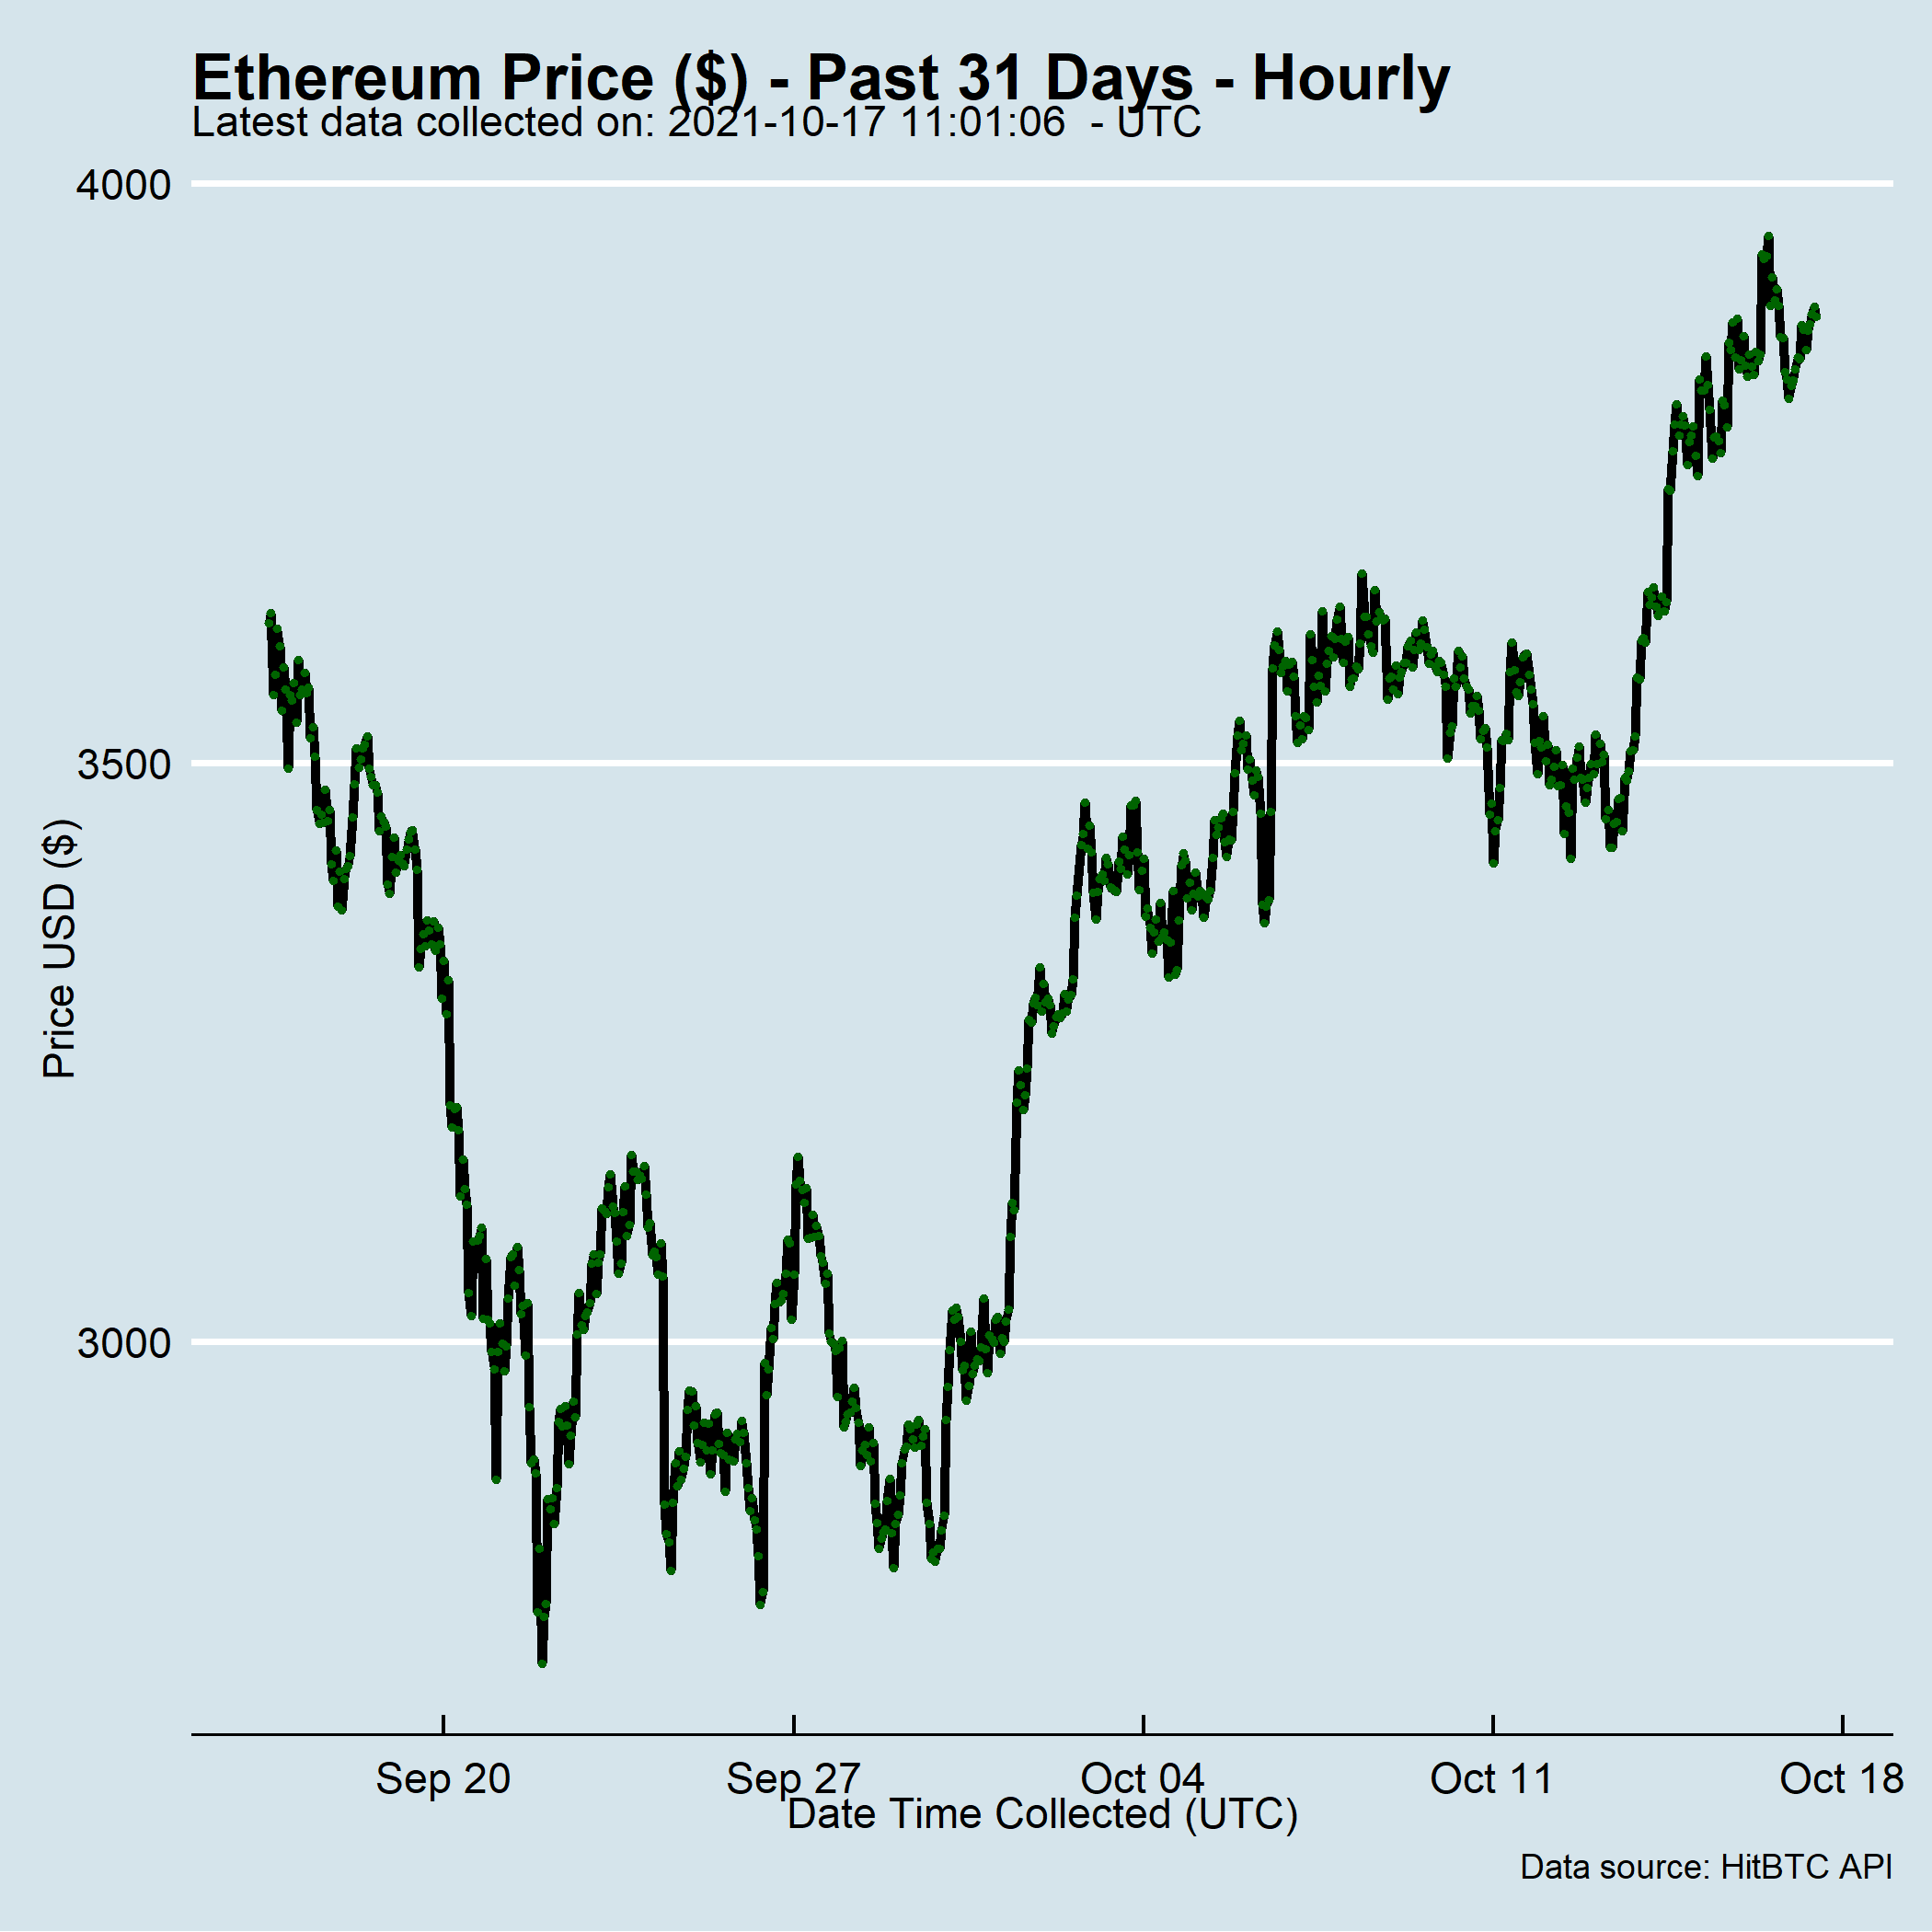 Ethereum Price ($) - Past 31 Days - Hourly
Latest data collected on: 2021-10-17 11:01:06  - UTC
4000
3500
3000
Price USD ($)
Sep 20 Sep 27 Oct 04 Oct 11 Oct 18
Date Time Collected (UTC)
Data source: HitBTC API